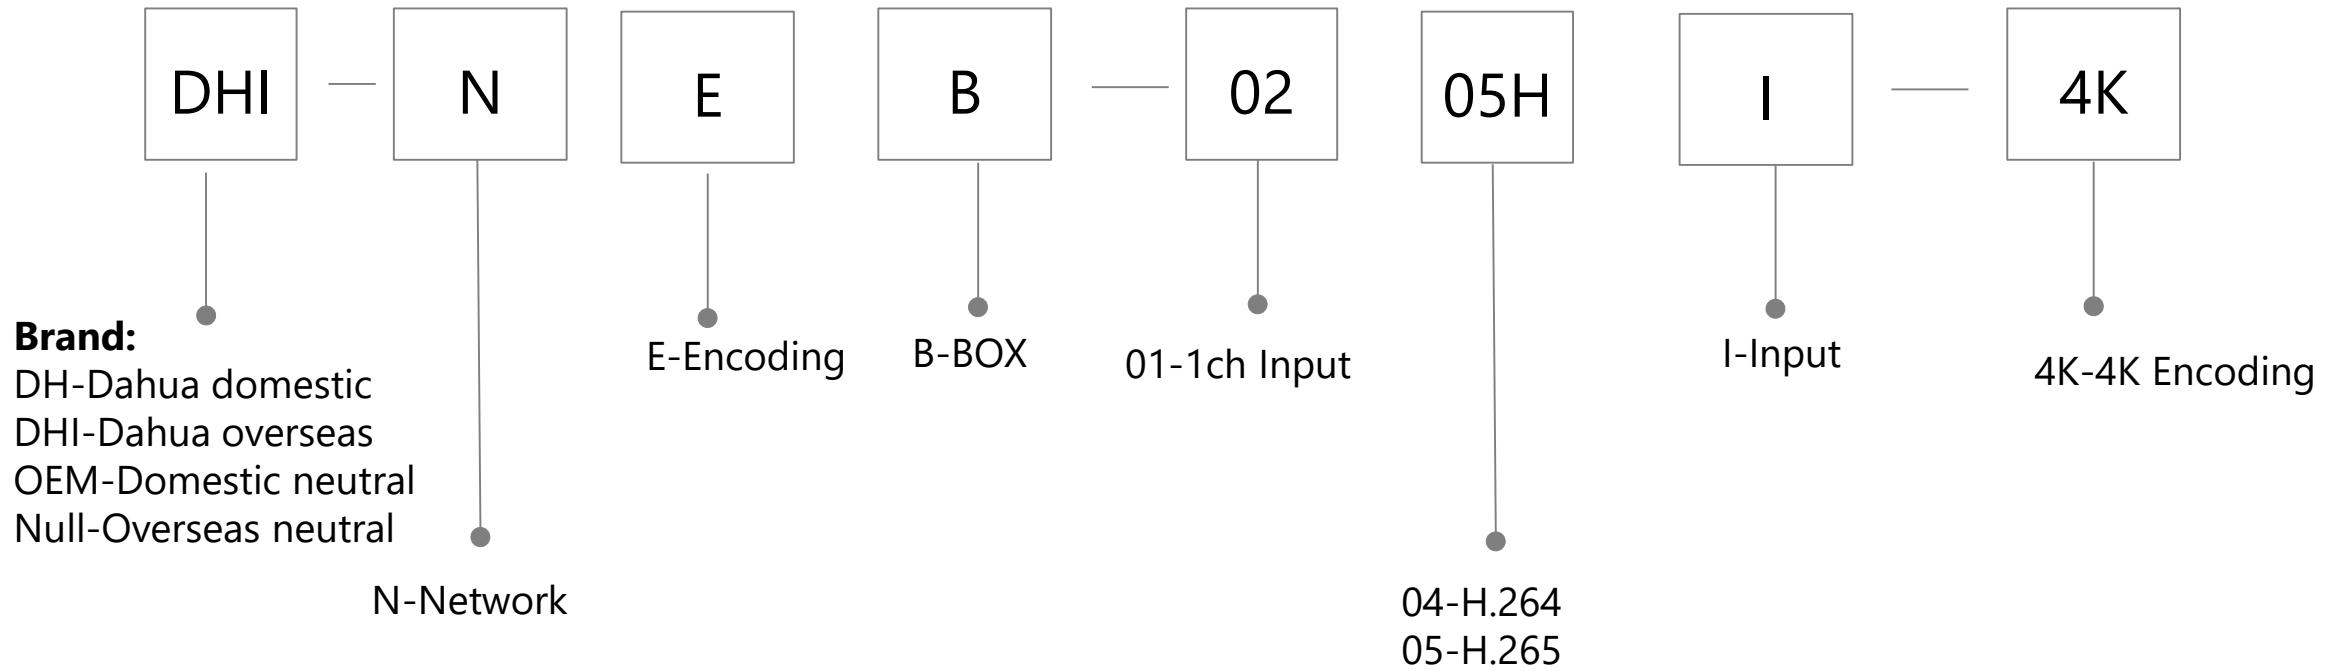 DHI — N E B — 02 05H I — 4K
Brand:
DH-Dahua domestic
DHI-Dahua overseas
OEM-Domestic neutral
Null-Overseas neutral
N-Network
E-Encoding
B-BOX
01-1ch Input
04-H.264
05-H.265
I-Input
4K-4K Encoding